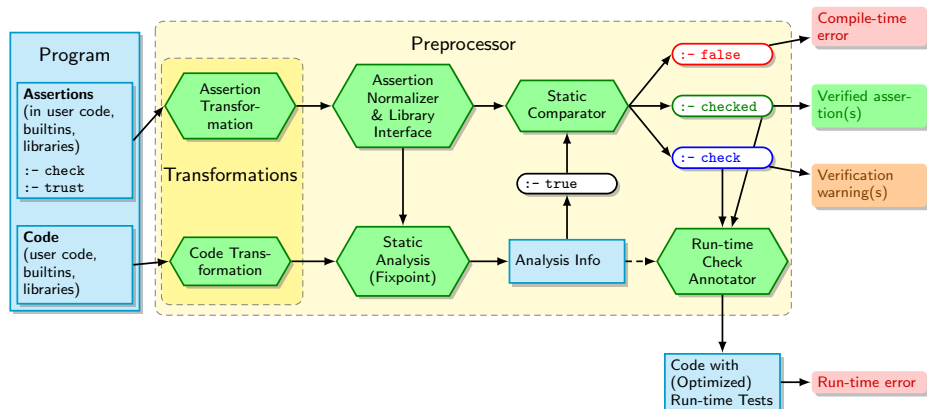 Program
Assertions
(in user code,
builtins,
libraries)
:- check
:- trust
Code
(user code,
builtins,
libraries)
Preprocessor
Transformations
Assertion
Transfor-
mation
Code Trans-
formation
Assertion
Normalizer
& Library
Interface
Static
Analysis
(Fixpoint)
Static
Comparator
:- true
Analysis Info
:- false
:- checked
:- check
Run-time
Check
Annotator
Code with
(Optimized)
Run-time Tests
Compile-time
error
Verified asser-
tion(s)
Verification
warning(s)
Run-time error